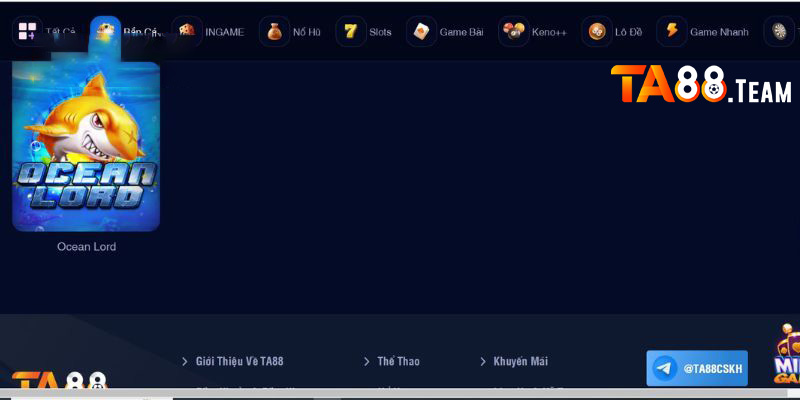 Tất Cả Bắn Cá INGAME Nổ Hũ Slots Game Bài Keno++ Lô Đề Game Nhanh
TA88.TEAM
OCEAN
LORD
Ocean Lord
Giới Thiệu Về TA88 Thể Thao Khuyến Mãi
@TA88CSKH
TA88